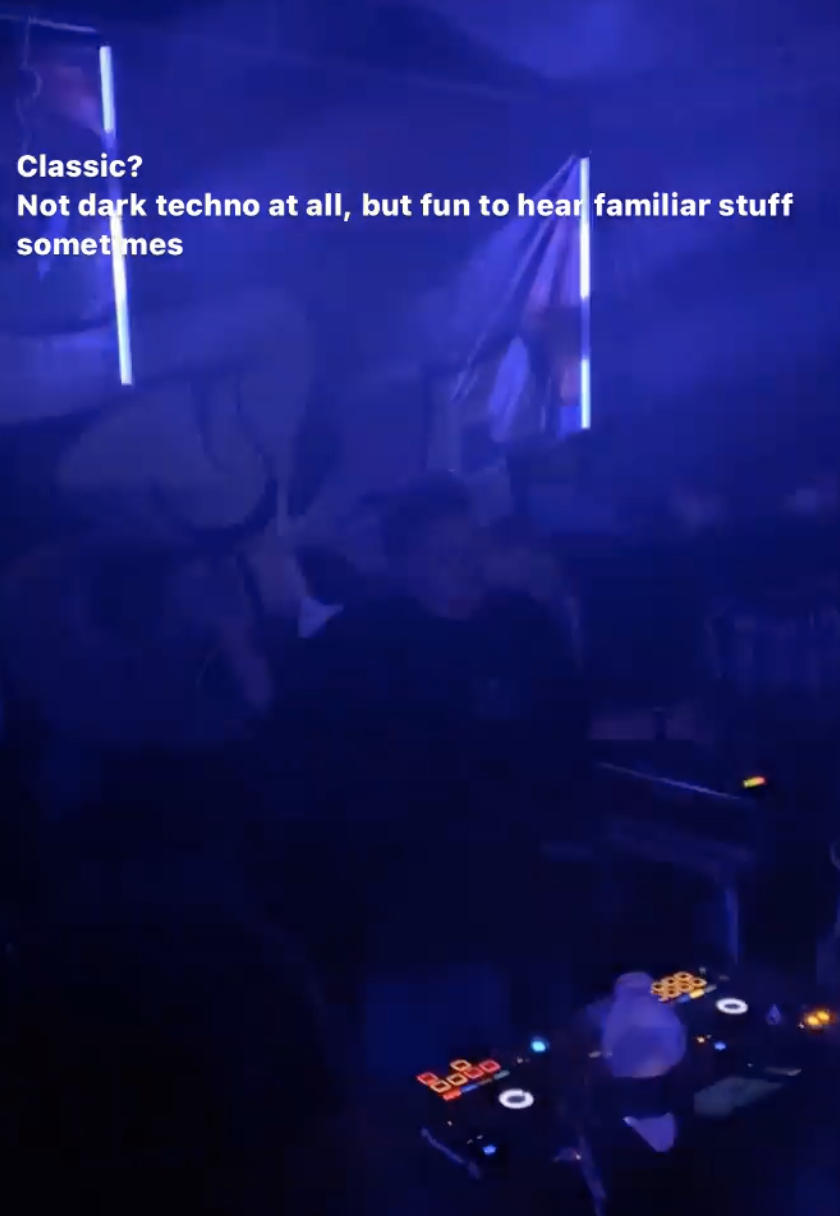 Classic?
Not dark techno at all, but fun to hear familiar stuff
sometimes